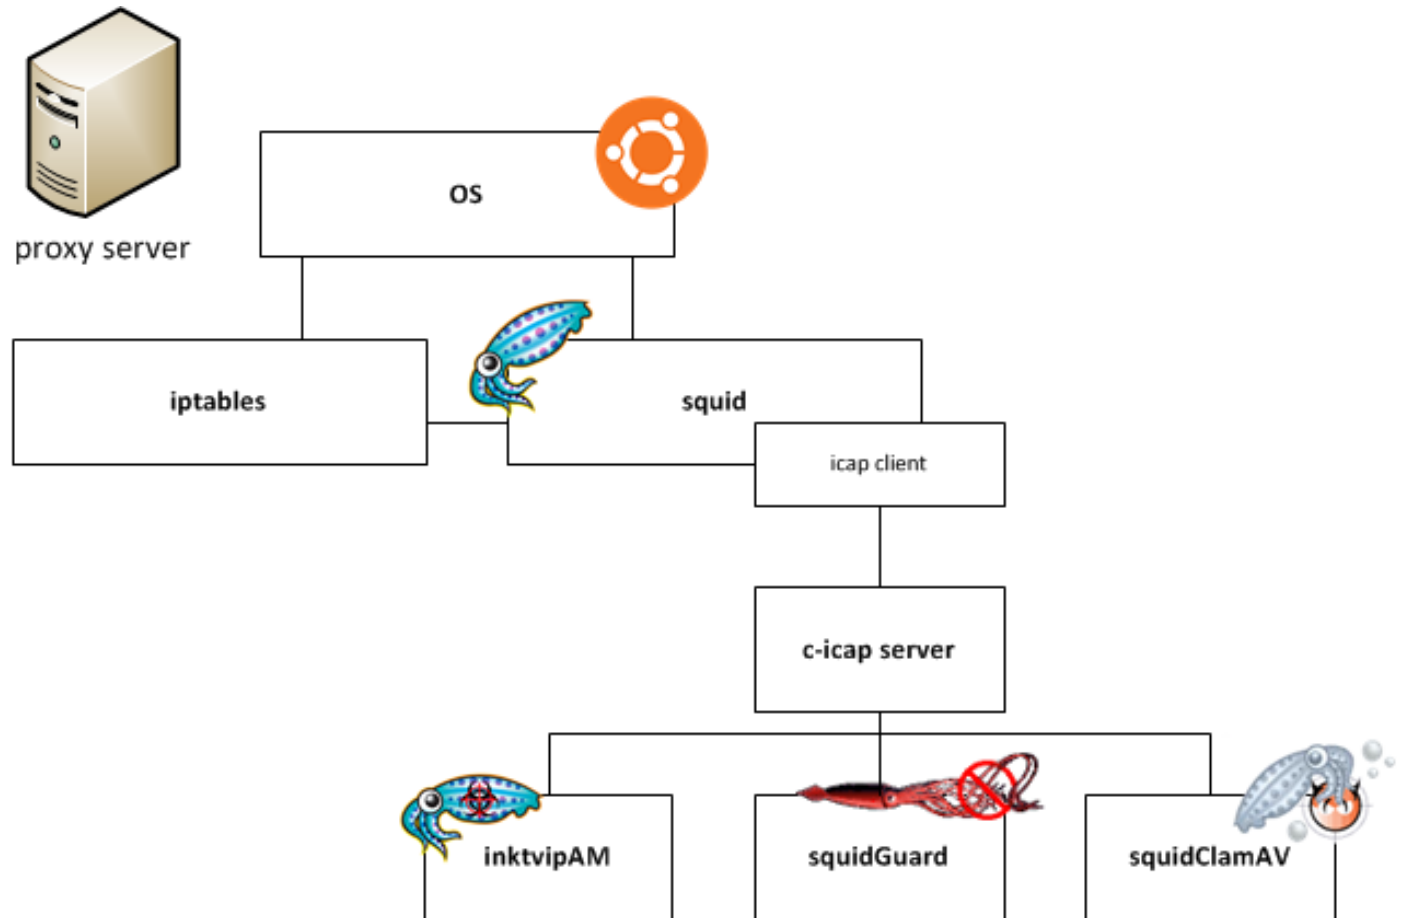 proxy server
OS
iptables
squid
icap client
c-icap server
inktvipAM
squidGuard
squidClamAV